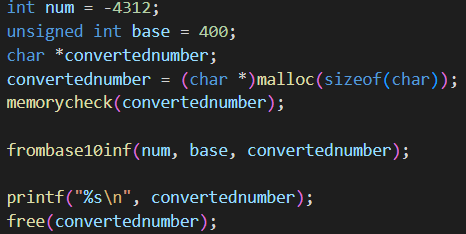 int num = -4312;
unsigned int base = 400;
char *convertednumber;
convertednumber = (char *)malloc(sizeof(char));
memorycheck(convertednumber);
frombase10inf(num, base, convertednumber);
printf("%s\n", convertednumber);
free(convertednumber);